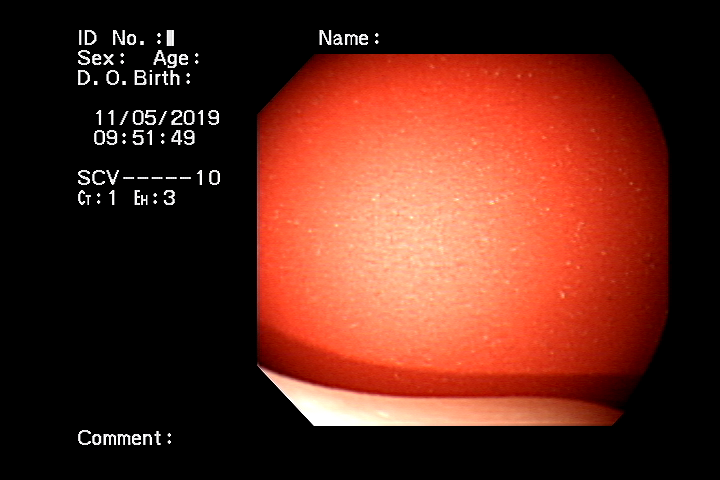 ID No. :
Name:
Sex: Age:
D.O.Birth:
11/05/2019
09:51:49
SCV-----10
CT:1 EH:3
Comment: